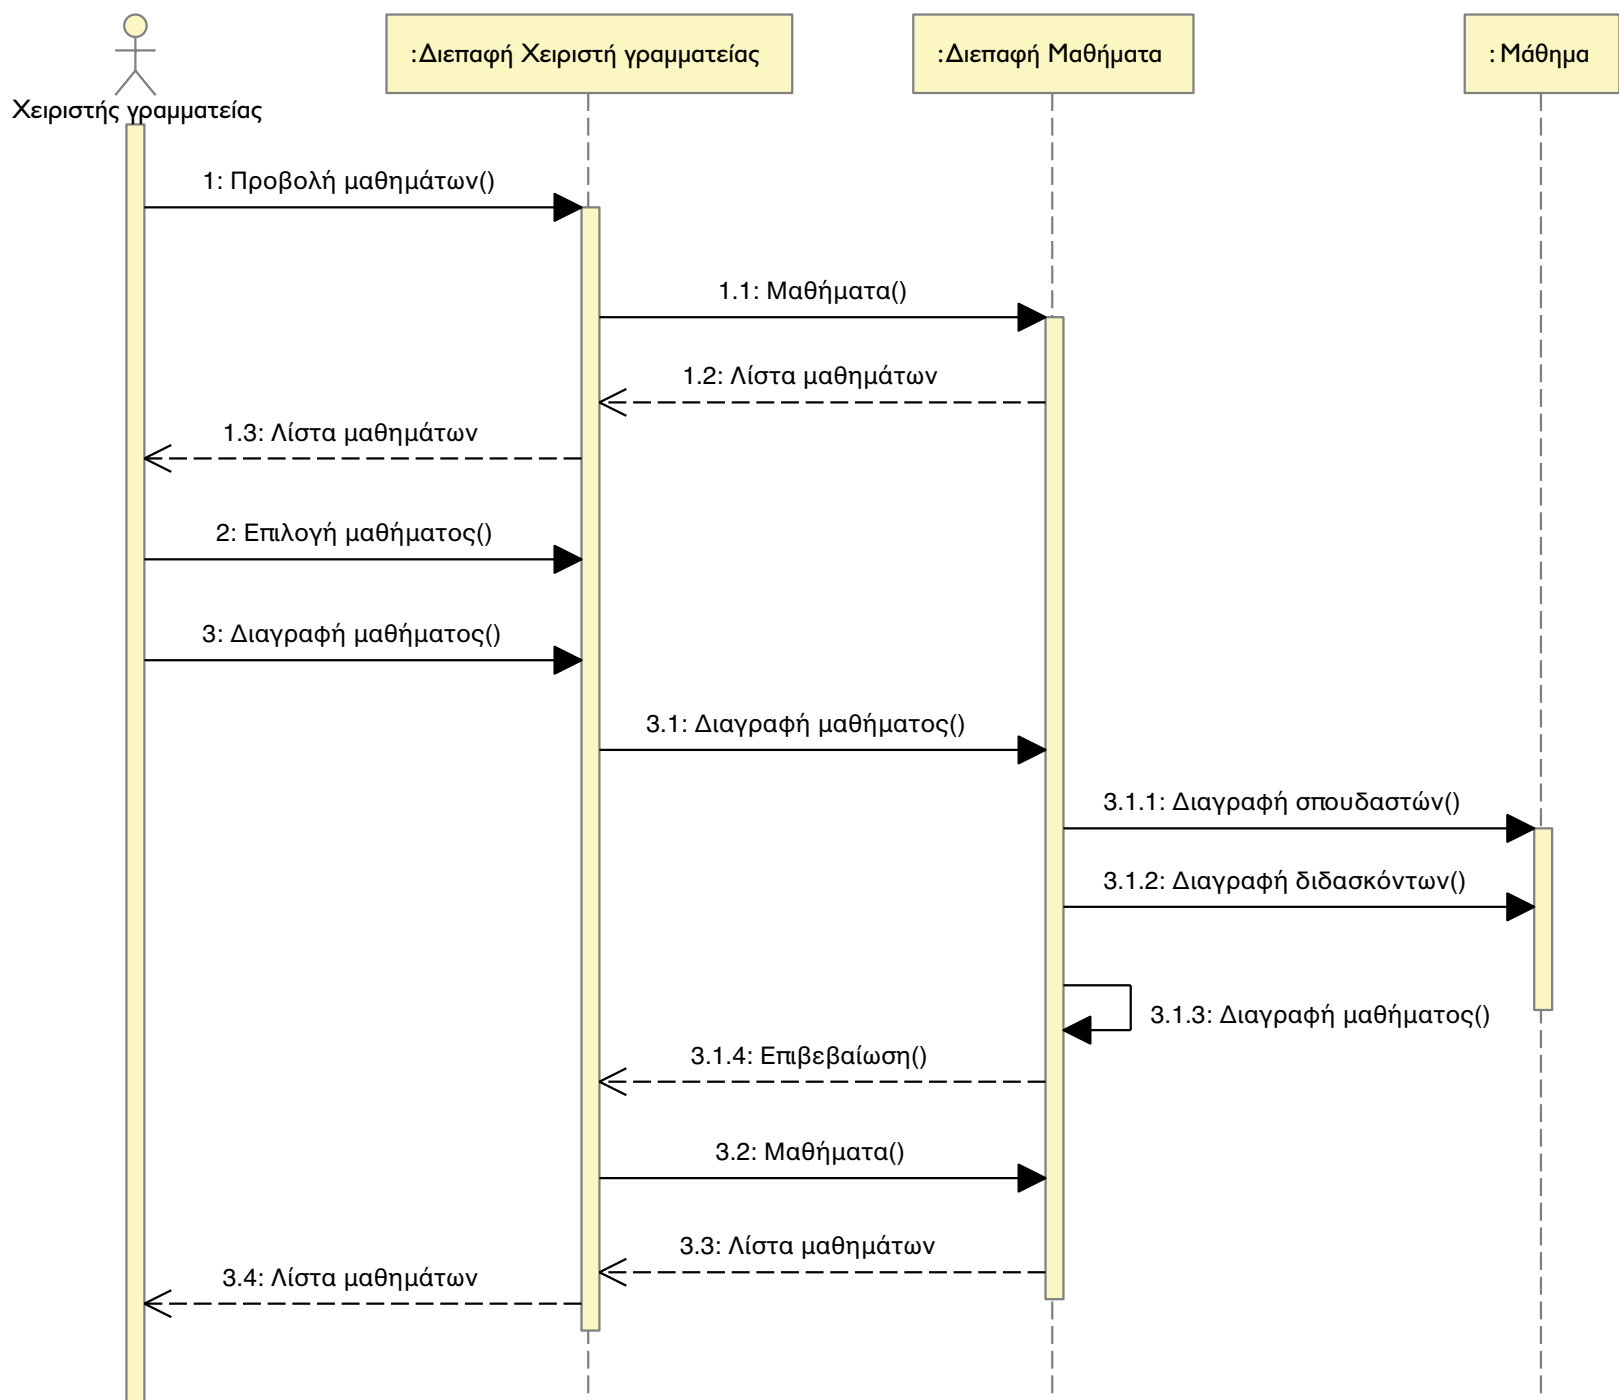 :Διεπαφή Χειριστή γραμματείας
:Διεπαφή Μαθήματα
: Μάθημα
Χειριστής γραμματείας
1: Προβολή μαθημάτων()
1.1: Μαθήματα()
1.2: Λίστα μαθημάτων
1.3: Λίστα μαθημάτων
2: Επιλογή μαθήματος()
3: Διαγραφή μαθήματος()
3.1: Διαγραφή μαθήματος()
3.1.1: Διαγραφή σπουδαστών()
3.1.2: Διαγραφή διδασκόντων()
3.1.3: Διαγραφή μαθήματος()
3.1.4: Επιβεβαίωση()
3.2: Μαθήματα()
3.3: Λίστα μαθημάτων
3.4: Λίστα μαθημάτων